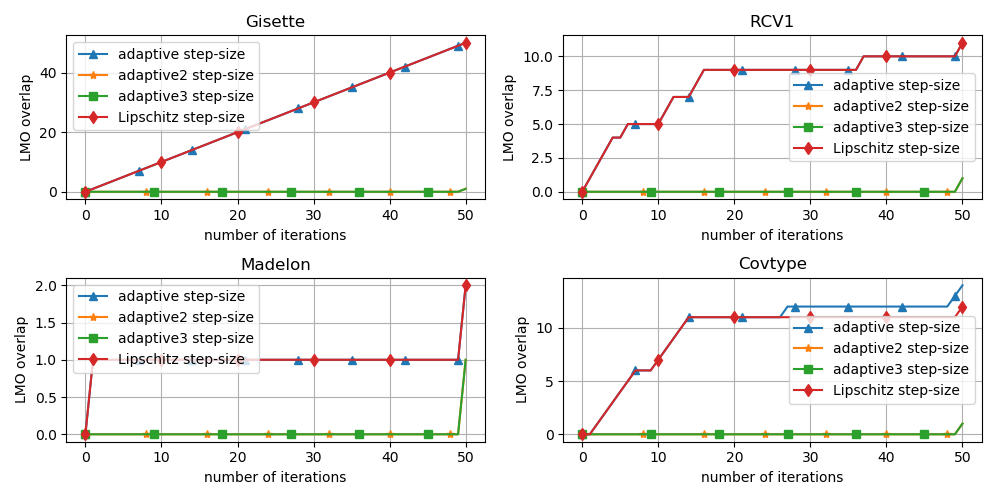 Gisette
LMO overlap
40
20
0
adaptive step-size
adaptive2 step-size
adaptive3 step-size
Lipschitz step-size
0 10 20 30 40 50
number of iterations
RCV1
LMO overlap
10.0
7.5
5.0
2.5
0.0
adaptive step-size
adaptive2 step-size
adaptive3 step-size
Lipschitz step-size
0 10 20 30 40 50
number of iterations
Madelon
LMO overlap
2.0
1.5
1.0
0.5
0.0
adaptive step-size
adaptive2 step-size
adaptive3 step-size
Lipschitz step-size
0 10 20 30 40 50
number of iterations
Covtype
LMO overlap
10
5
0
adaptive step-size
adaptive2 step-size
adaptive3 step-size
Lipschitz step-size
0 10 20 30 40 50
number of iterations